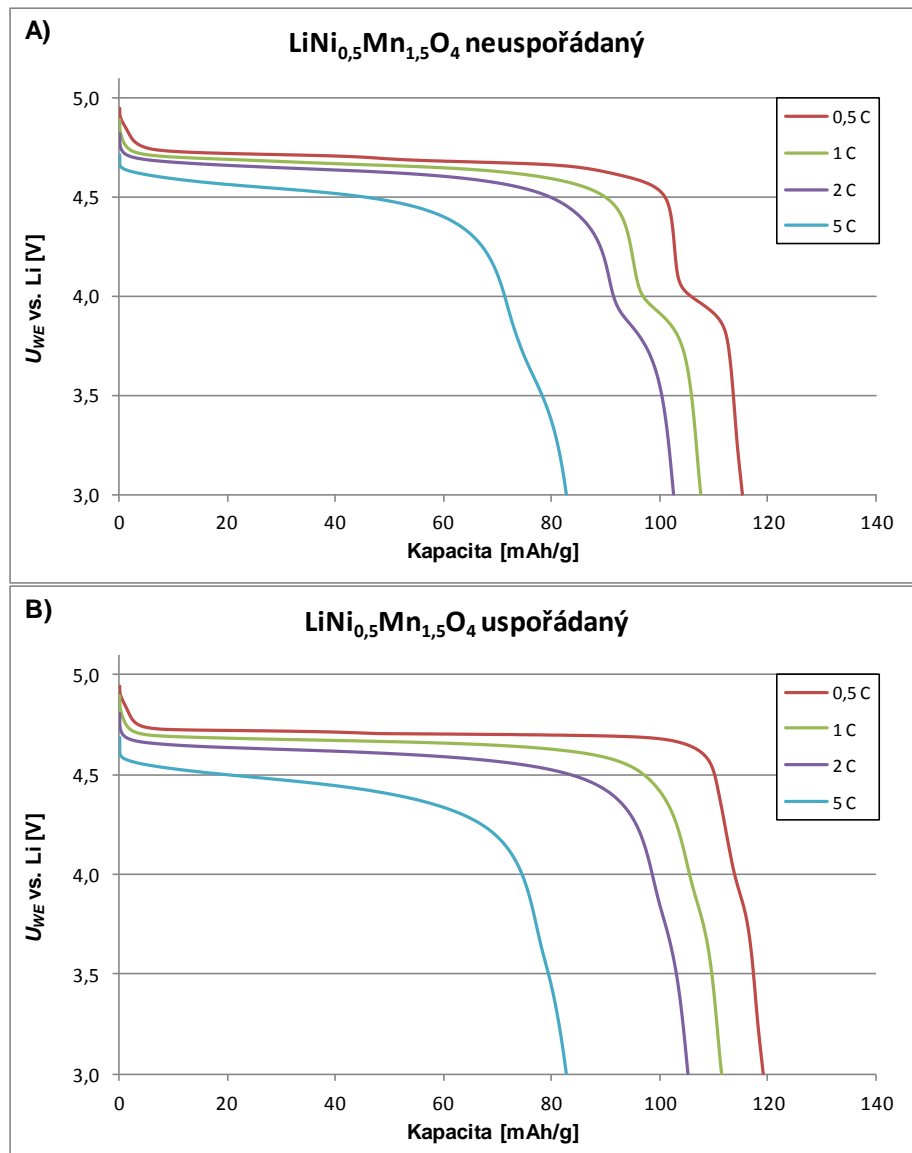 A)
LiNi0,5Mn1,5O4 neuspořádaný
5,0
4,5
4,0
3,5
3,0
UWE vs. Li [V]
0 20 40 60 80 100 120 140
Kapacita [mAh/g]
0,5 C
1 C
2 C
5 C
B)
LiNi0,5Mn1,5O4 uspořádaný
5,0
4,5
4,0
3,5
3,0
UWE vs. Li [V]
0 20 40 60 80 100 120 140
Kapacita [mAh/g]
0,5 C
1 C
2 C
5 C